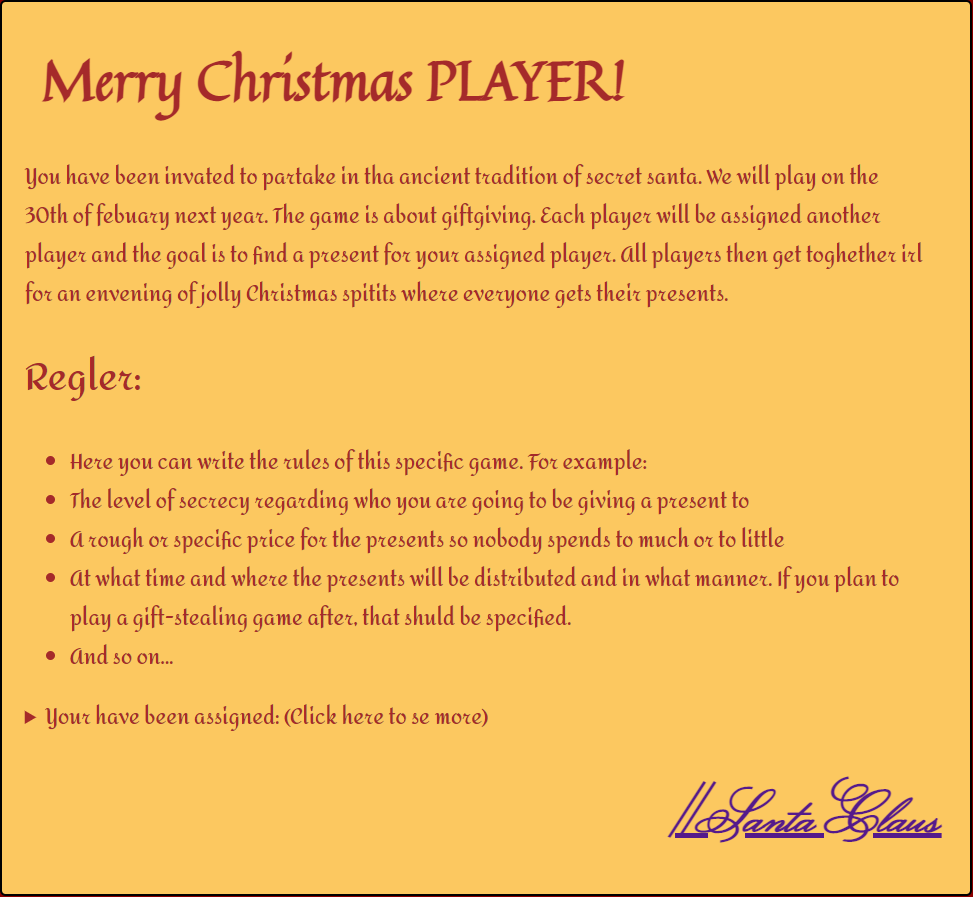 Merry Christmas PLAYER!
You have been invated to partake in tha ancient tradition of secret santa. We will play on the
30th of febuary next year. The game is about giftgiving. Each player will be assigned another
player and the goal is to find a present for your assigned player. All players then get toghether irl
for an envening of jolly Christmas spitits where everyone gets their presents.
Regler:
• Here you can write the rules of this specific game. For example:
• The level of secrecy regarding who you are going to be giving a present to
• A rough or specific price for the presents so nobody spends to much or to little
• At what time and where the presents will be distributed and in what manner. If you plan to
play a gift-stealing game after, that shuld be specified.
• And so on...
▶ Your have been assigned: (Click here to se more)
//Santa Claus